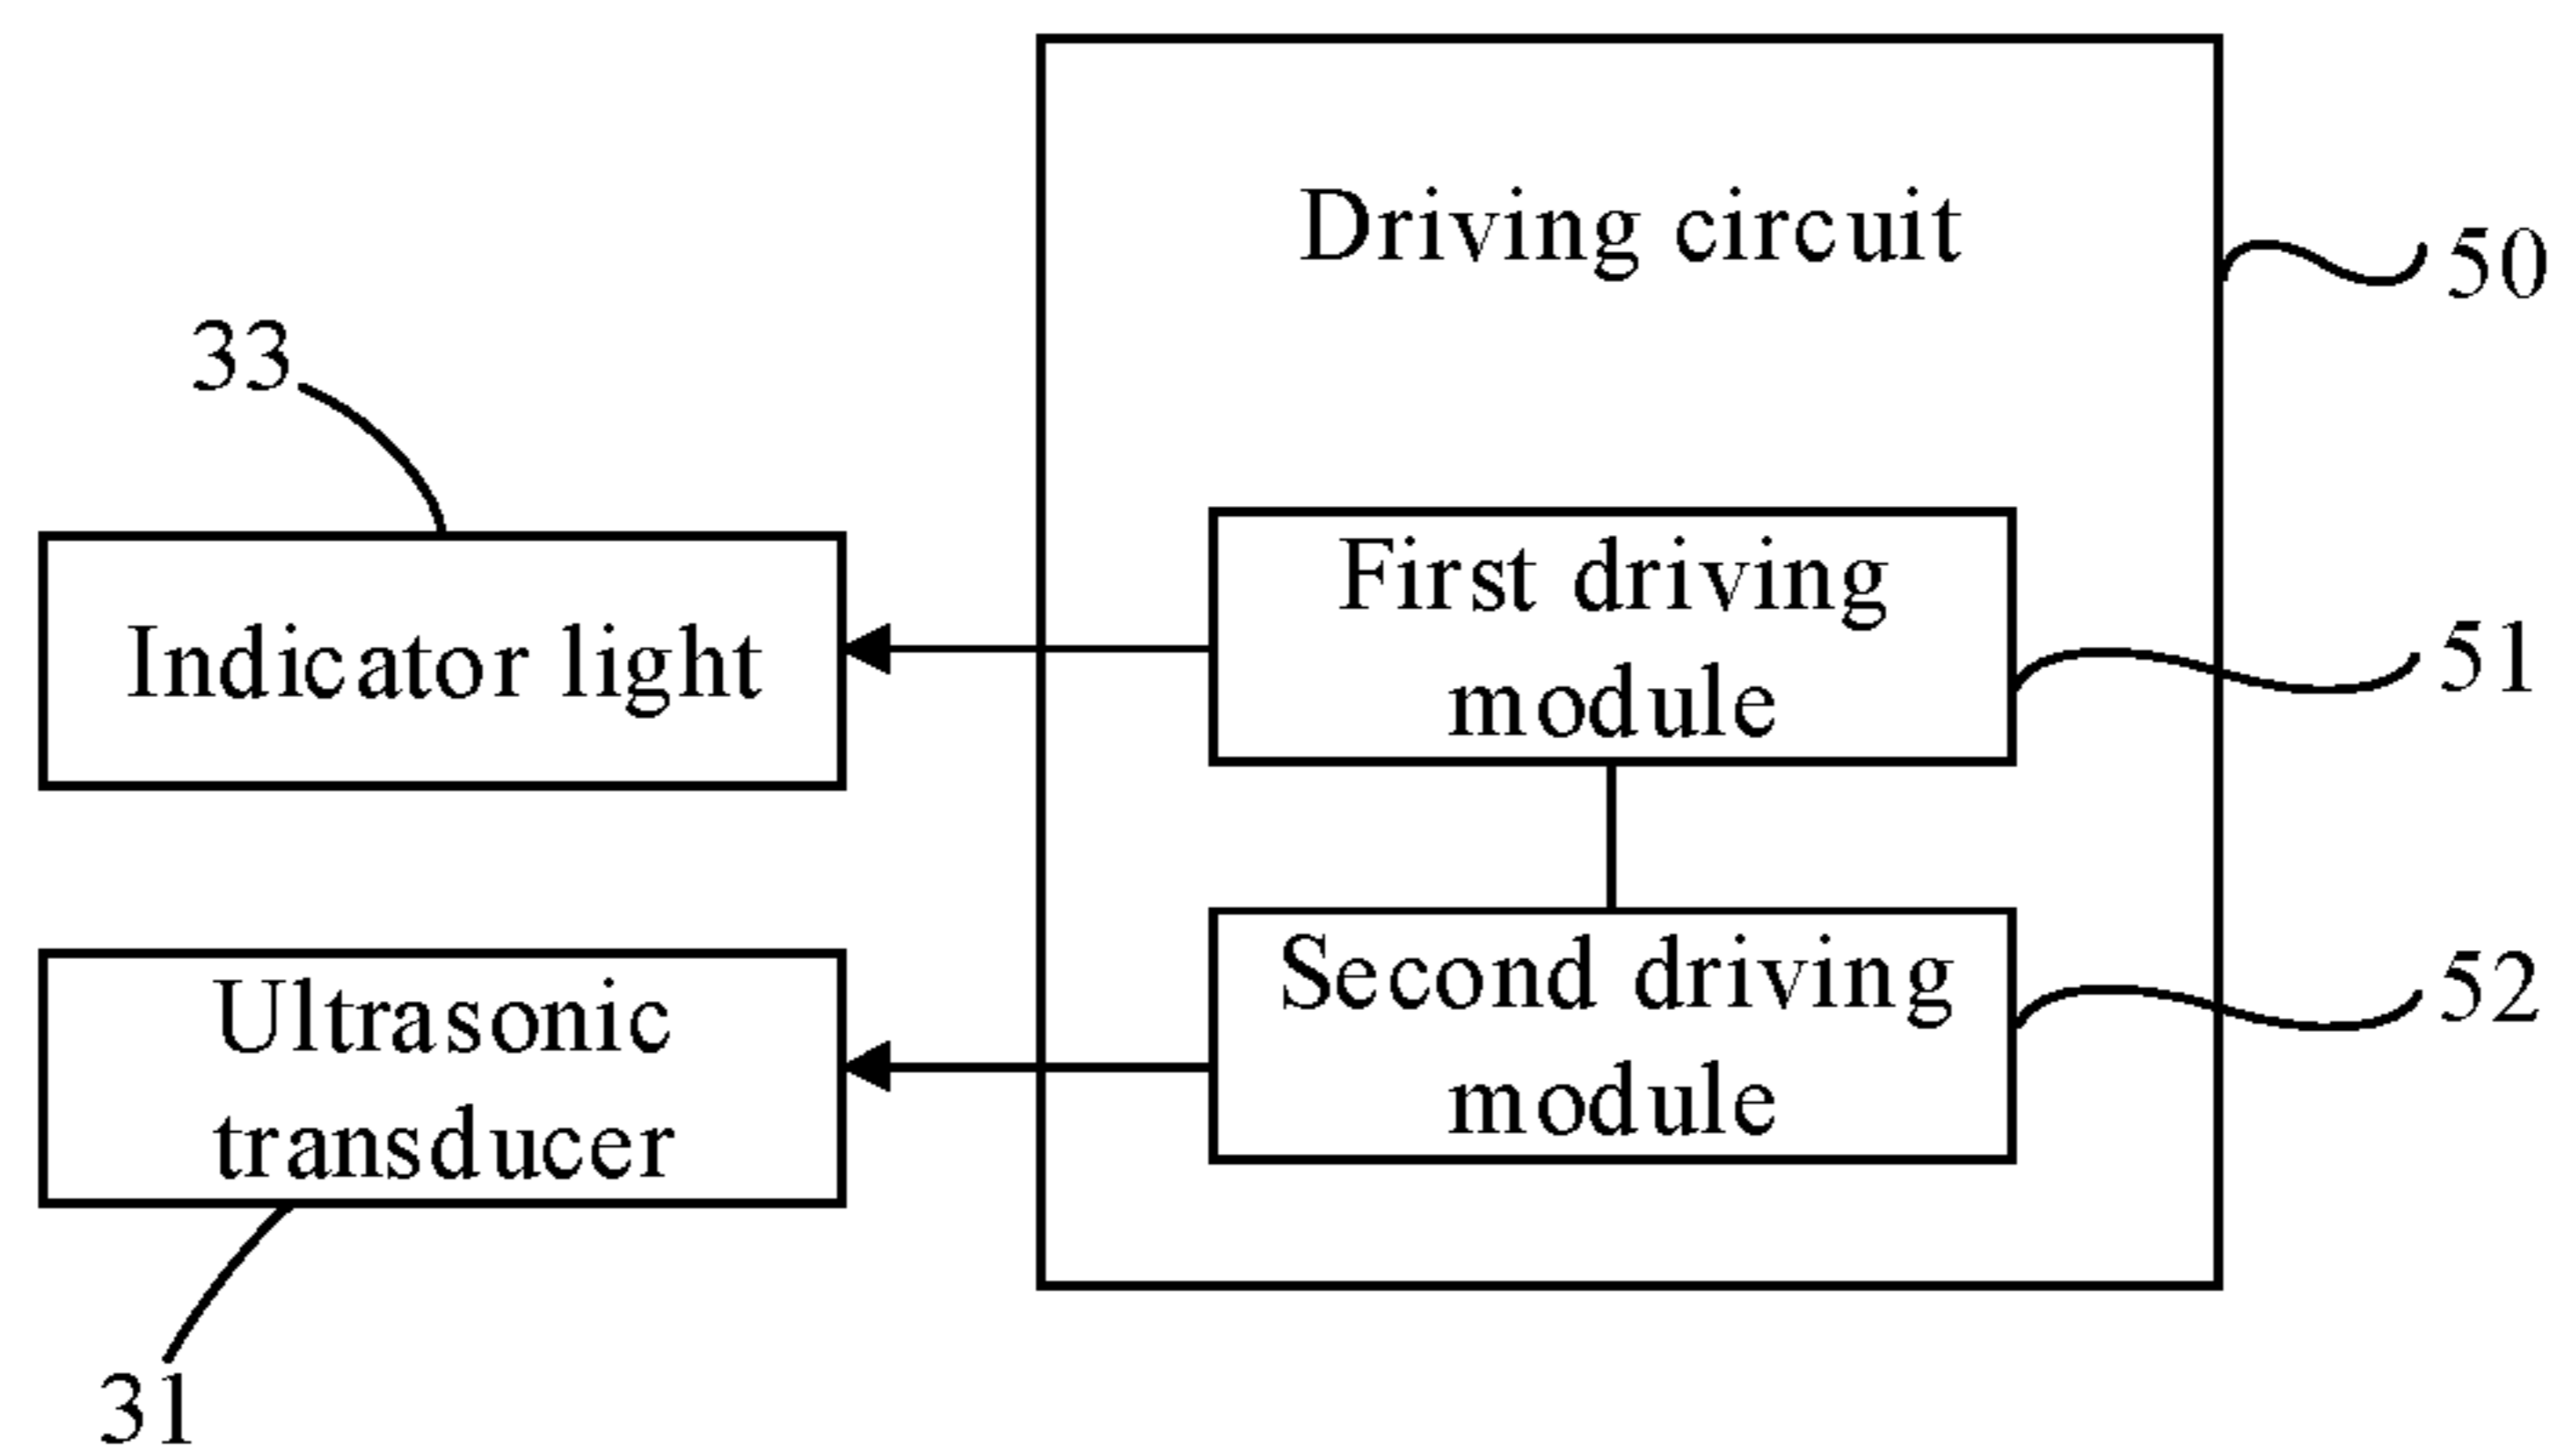 Driving circuit
50
33
First driving
module
Indicator light
51
Second driving
module
52
Ultrasonic
transducer
31